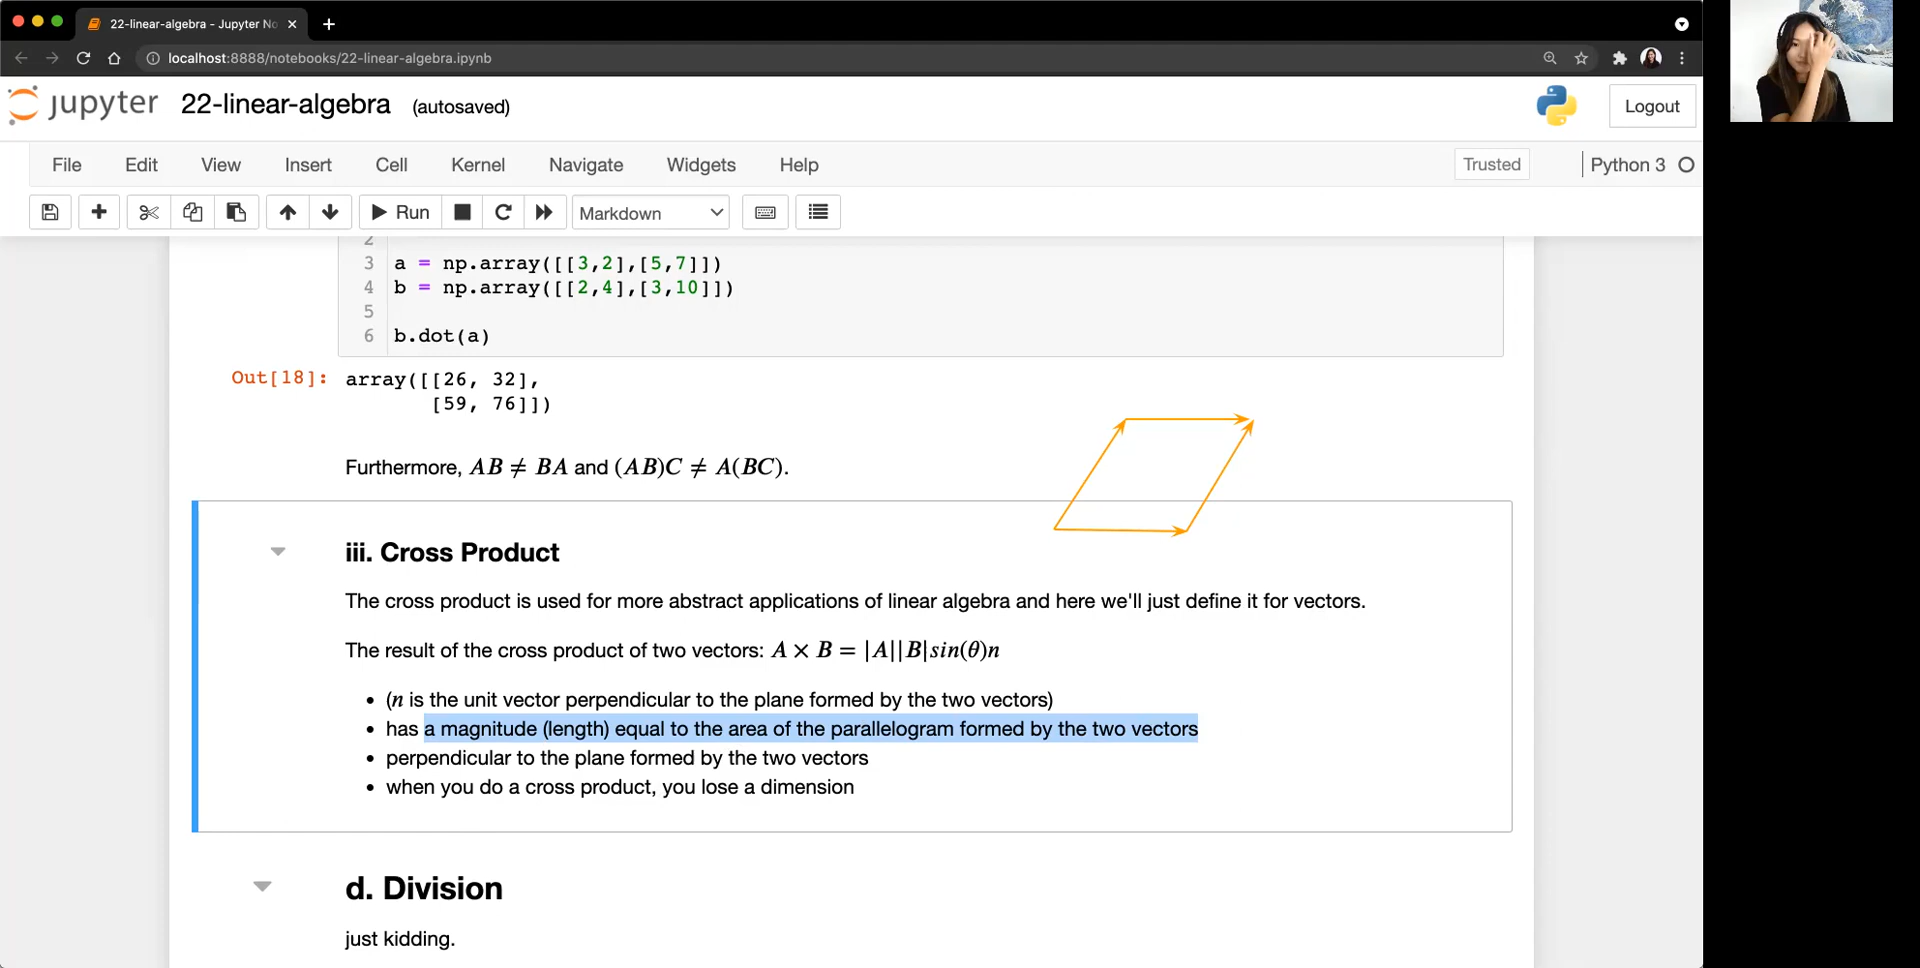 22-linear-algebra - Jupyter No
localhost:8888/notebooks/22-linear-algebra.ipynb
jupyter 22-linear-algebra (autosaved)
Logout
File Edit View Insert Cell Kernel Navigate Widgets Help
Trusted
Python 3
Run
Markdown
2
3 a = np.array([[3,2],[5,7]])
4 b = np.array([[2,4],[3,10]])
5
6 b.dot(a)
Out[18]: array([[26, 32],
[59, 76]])
Furthermore, AB ≠ BA and (AB)C ≠ A(BC).
iii. Cross Product
The cross product is used for more abstract applications of linear algebra and here we'll just define it for vectors.
The result of the cross product of two vectors: A × B = |A||B|sin(θ)n
• (n is the unit vector perpendicular to the plane formed by the two vectors)
• has a magnitude (length) equal to the area of the parallelogram formed by the two vectors
• perpendicular to the plane formed by the two vectors
• when you do a cross product, you lose a dimension
d. Division
just kidding.